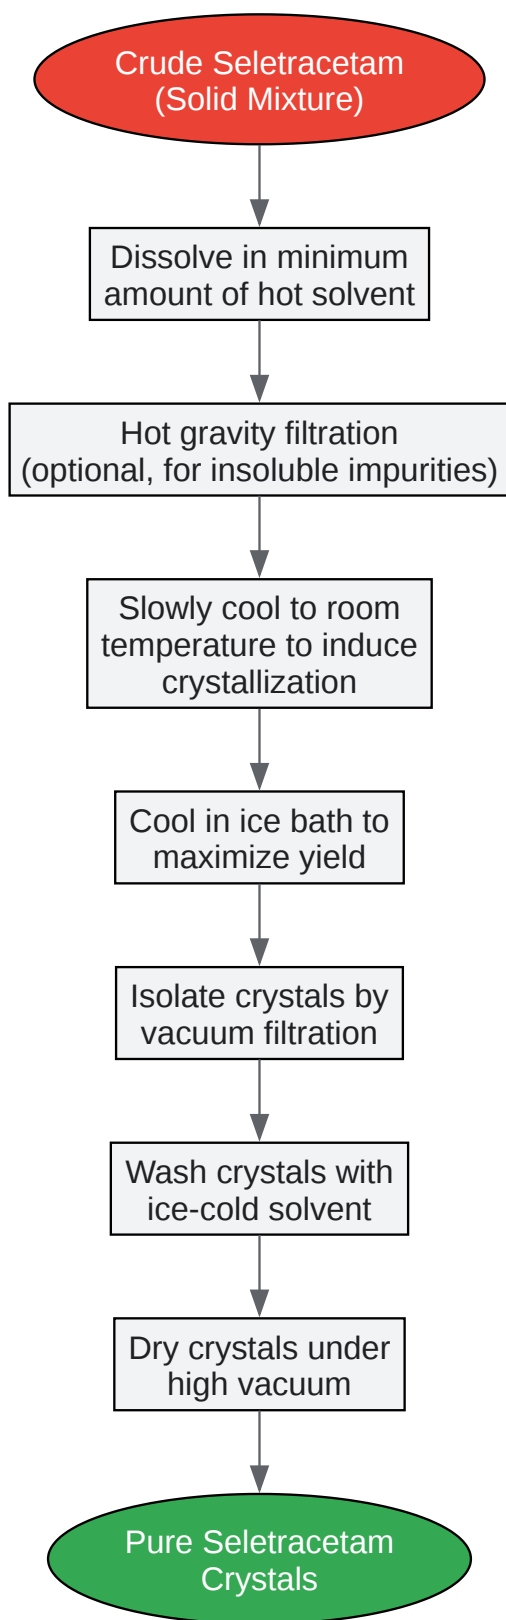 Crude Seletracetam
(Solid Mixture)
Dissolve in minimum
amount of hot solvent
Hot gravity filtration
(optional, for insoluble impurities)
Slowly cool to room
temperature to induce
crystallization
Cool in ice bath to
maximize yield
Isolate crystals by
vacuum filtration
Wash crystals with
ice-cold solvent
Dry crystals under
high vacuum
Pure Seletracetam
Crystals